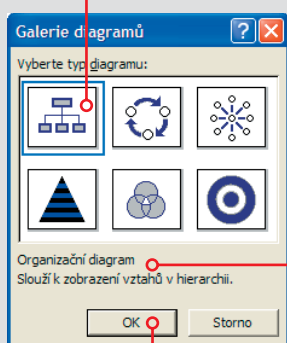 Galerie diagramů
Vyberte typ diagramu:
Organizační diagram
Slouží k zobrazení vztahů v hierarchii.
OK
Storno